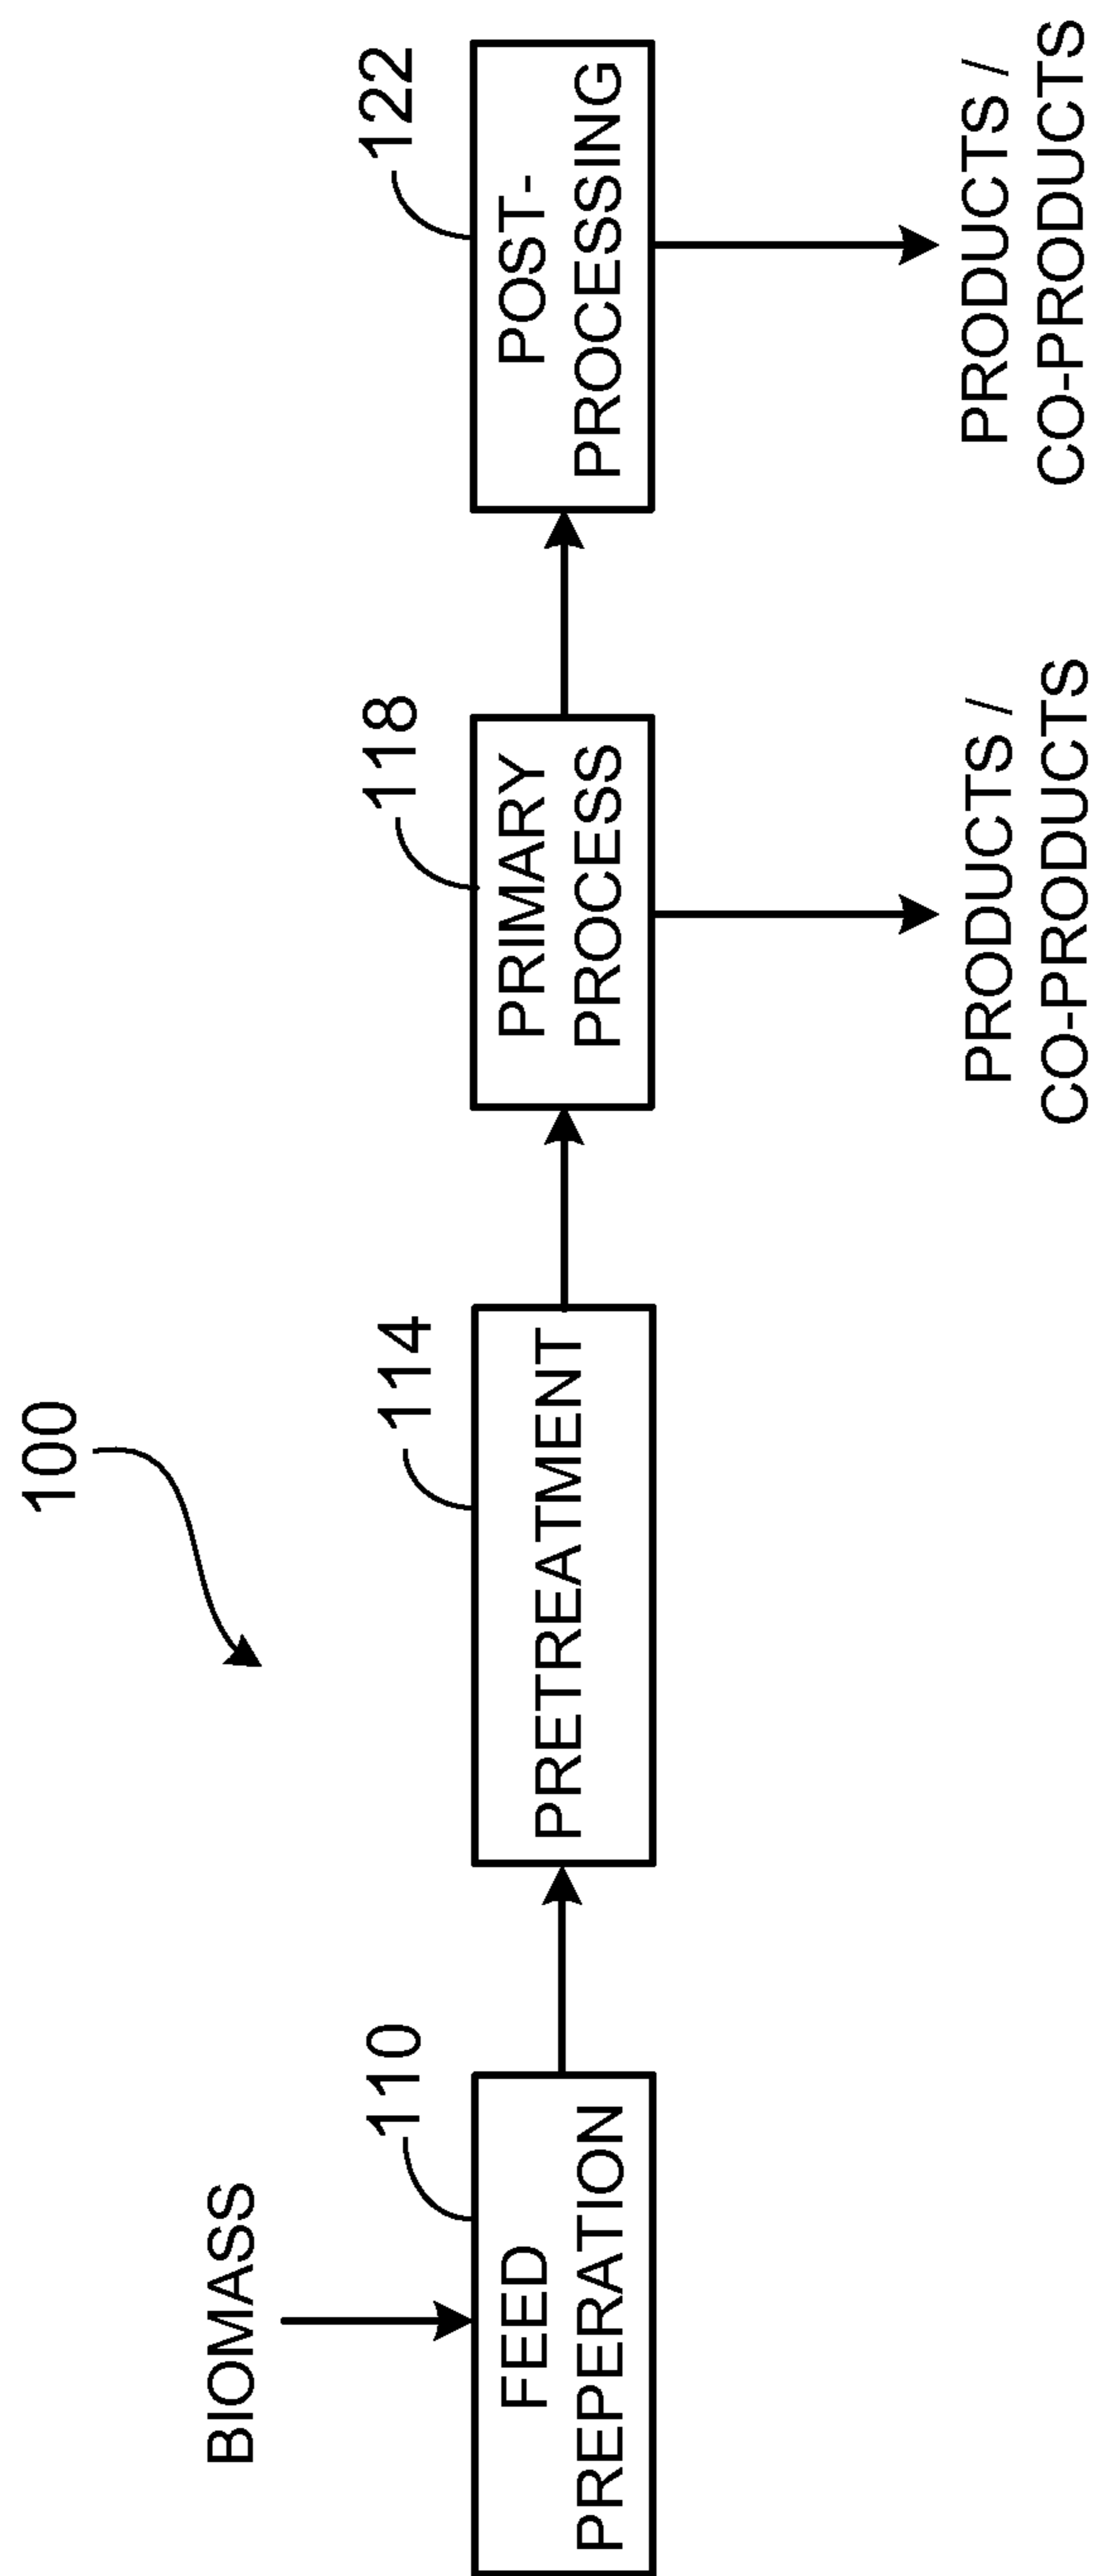 100
BIOMASS
110
FEED
PREPERATION
114
PRETREATMENT
118
PRIMARY
PROCESS
122
POST-
PROCESSING
PRODUCTS /
CO-PRODUCTS
PRODUCTS /
CO-PRODUCTS